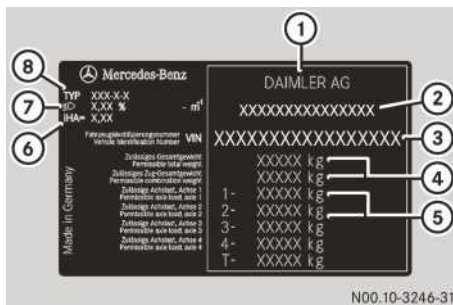 1
8
7
6
Mercedes-Benz
TYP XXX-X-X
X,XX % - m⁻¹
IHA= X,XX
Fahrzeugidentifizierungsnummer
Vehicle Identification Number VIN
Zulässiges Gesamtgewicht
Permissible total weight
Zulässiges Zug-Gesamtgewicht
Permissible combination weight
Zulässige Achslast, Achse 1
Permissible axle load, axle 1
Zulässige Achslast, Achse 2
Permissible axle load, axle 2
Zulässige Achslast, Achse 3
Permissible axle load, axle 3
Zulässige Achslast, Achse 4
Permissible axle load, axle 4
Made in Germany
DAIMLER AG
XXXXXXXXXXXXXXX
XXXXXXXXXXXXXXXXX
XXXXX kg
XXXXX kg
1- XXXXX kg
2- XXXXX kg
3- XXXXX kg
4- XXXXX kg
T- XXXXX kg
2
3
4
5
N00.10-3246-31